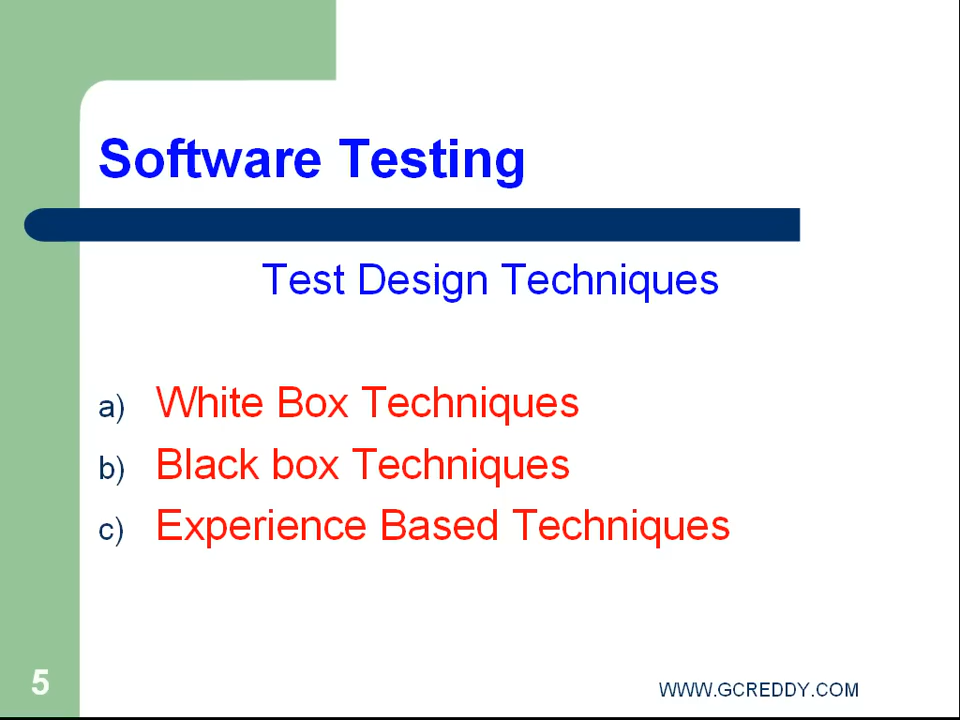 Software Testing
Test Design Techniques
a) White Box Techniques
b) Black box Techniques
c) Experience Based Techniques
5
WWW.GCREDDY.COM